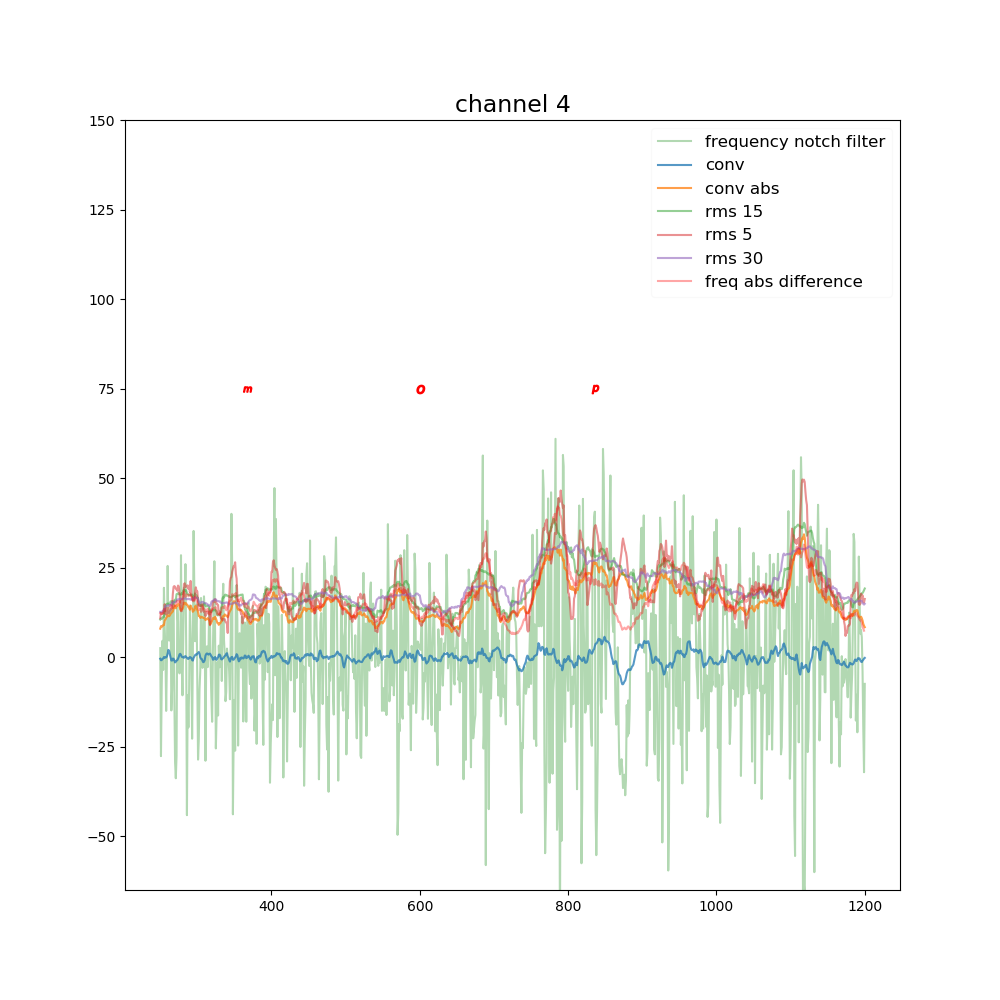 channel 4
150
125
100
75
50
25
0
−25
−50
400 600 800 1000 1200
frequency notch filter
conv
conv abs
rms 15
rms 5
rms 30
freq abs difference
m o p